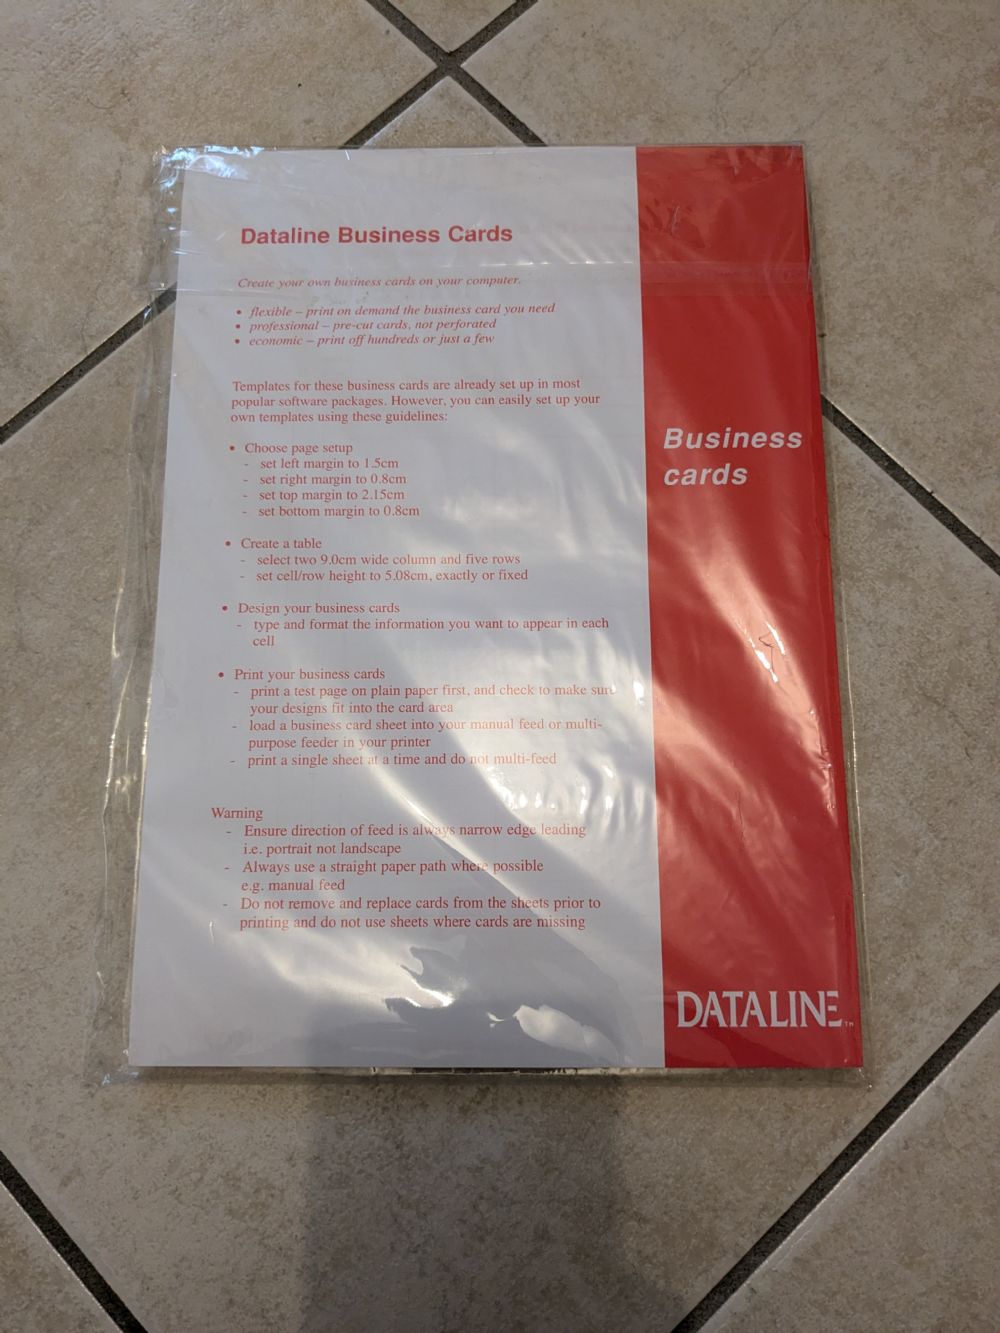 Dataline Business Cards
Create your own business cards on your computer.
• flexible – print on demand the business card you need
• professional – pre-cut cards, not perforated
• economic – print off hundreds or just a few
Templates for these business cards are already set up in most
popular software packages. However, you can easily set up your
own templates using these guidelines:
• Choose page setup
- set left margin to 1.5cm
- set right margin to 0.8cm
- set top margin to 2.15cm
- set bottom margin to 0.8cm
• Create a table
- select two 9.0cm wide column and five rows
- set cell/row height to 5.08cm, exactly or fixed
• Design your business cards
- type and format the information you want to appear in each
cell
• Print your business cards
- print a test page on plain paper first, and check to make sure
your designs fit into the card area
- load a business card sheet into your manual feed or multi-
purpose feeder in your printer
- print a single sheet at a time and do not multi-feed
Warning
- Ensure direction of feed is always narrow edge leading
i.e. portrait not landscape
- Always use a straight paper path where possible
e.g. manual feed
- Do not remove and replace cards from the sheets prior to
printing and do not use sheets where cards are missing
Business
cards
DATALINE™